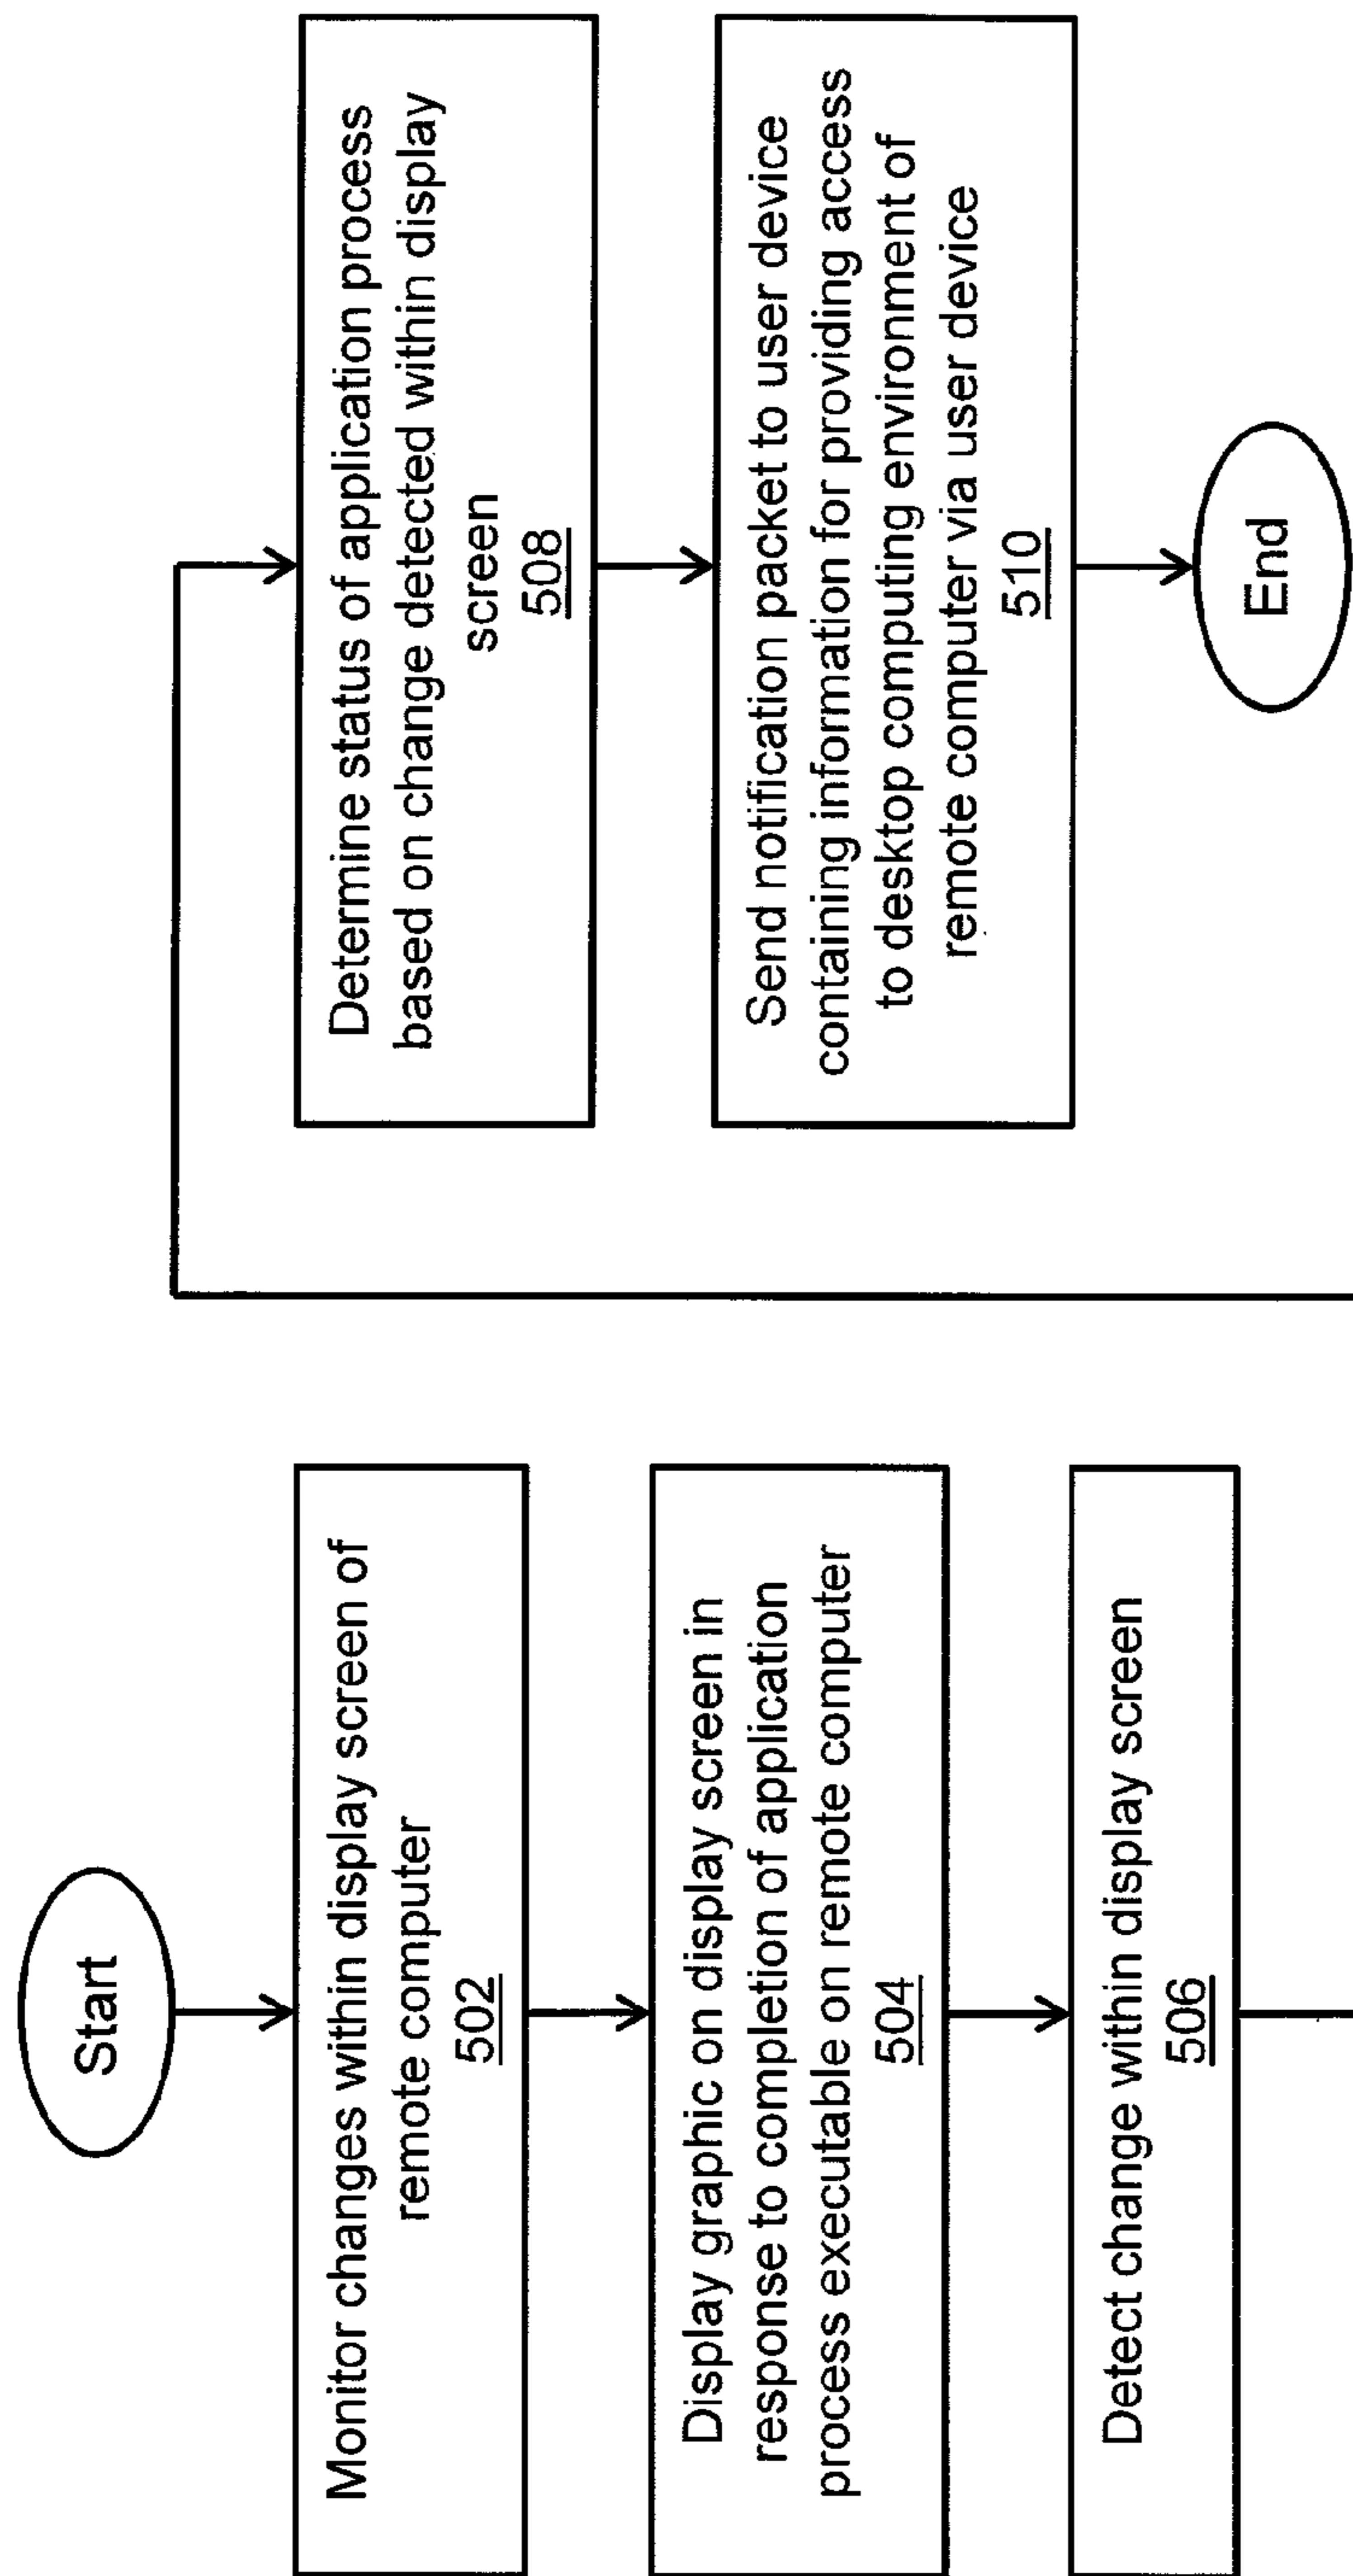 Start
Monitor changes within display screen of
remote computer
502
Display graphic on display screen in
response to completion of application
process executable on remote computer
504
Detect change within display screen
506
Determine status of application process
based on change detected within display
screen
508
Send notification packet to user device
containing information for providing access
to desktop computing environment of
remote computer via user device
510
End